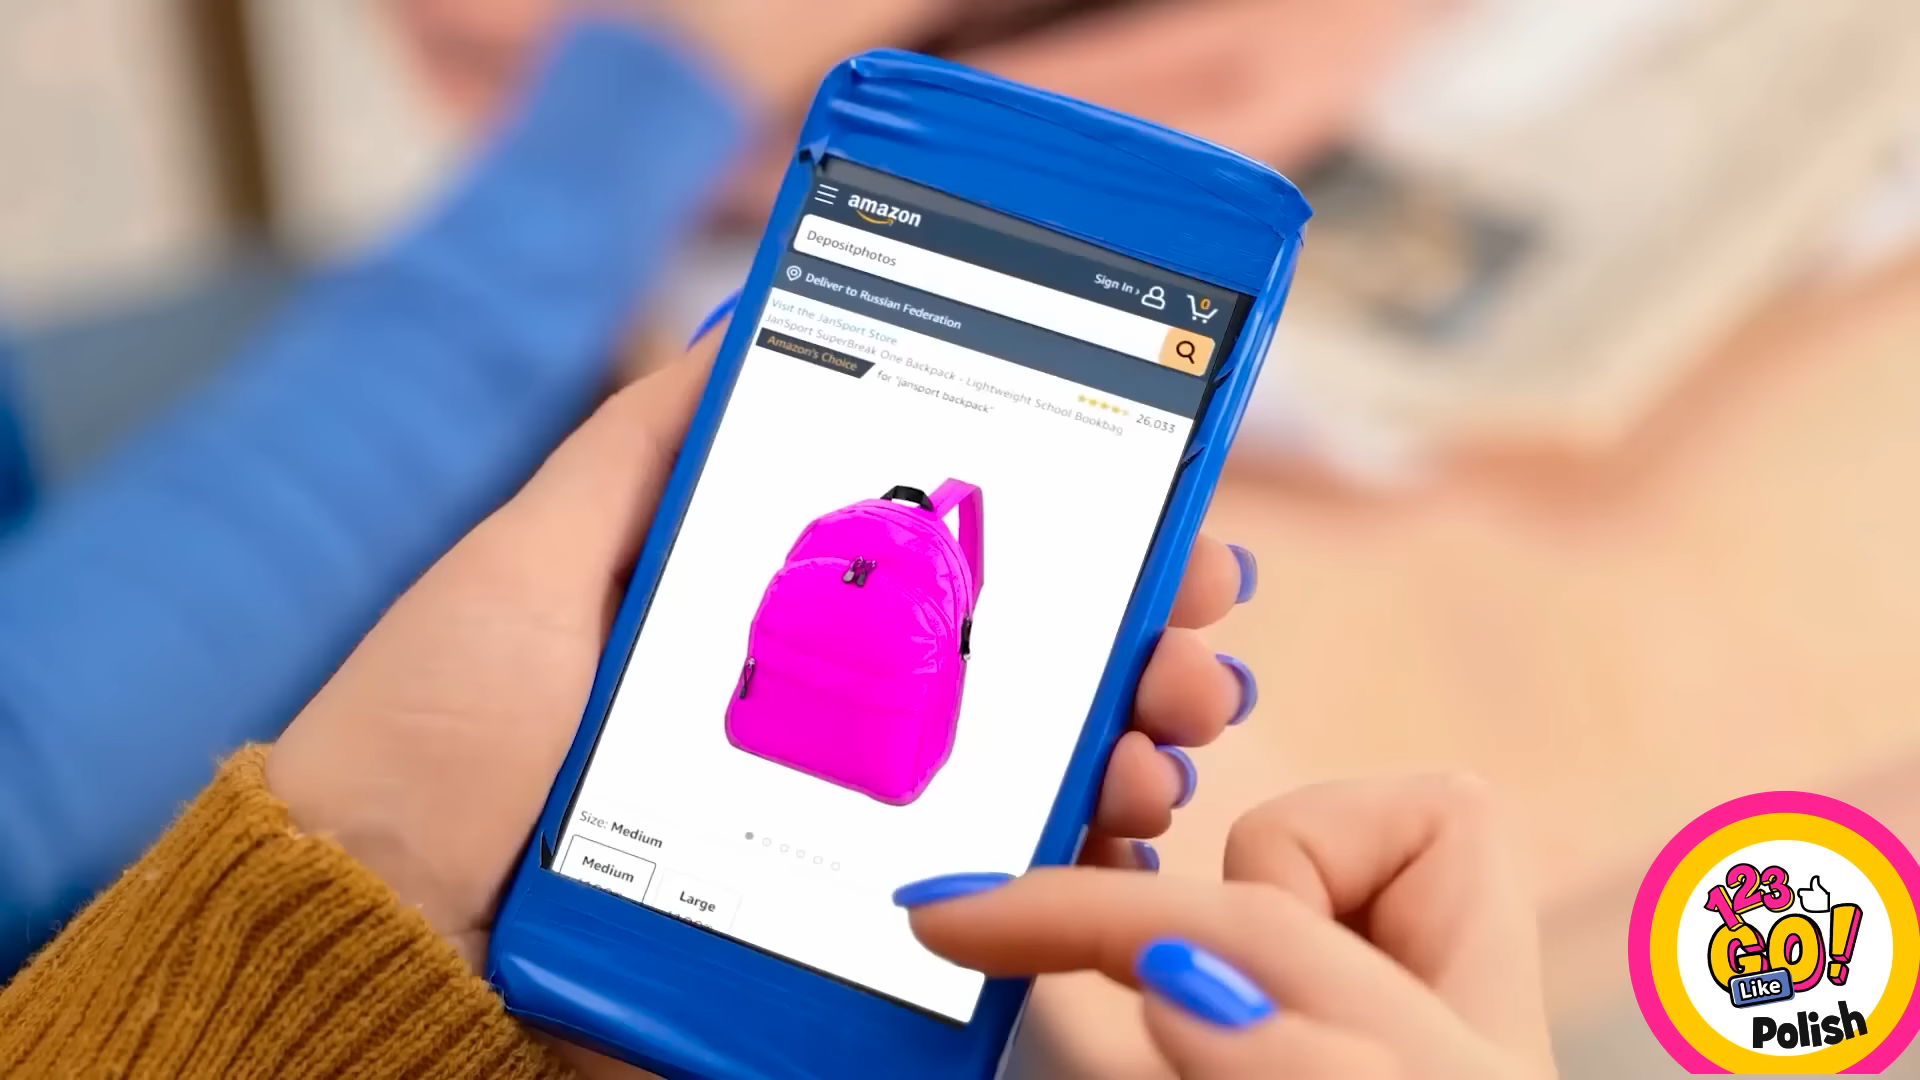 amazon
Depositphotos
Sign In ›
0
Deliver to Russian Federation
Visit the JanSport Store
26,033
JanSport SuperBreak One Backpack - Lightweight School Bookbag
Amazon's Choice
for "jansport backpack"
Size: Medium
Medium
Large
123
GO!
Like
Polish